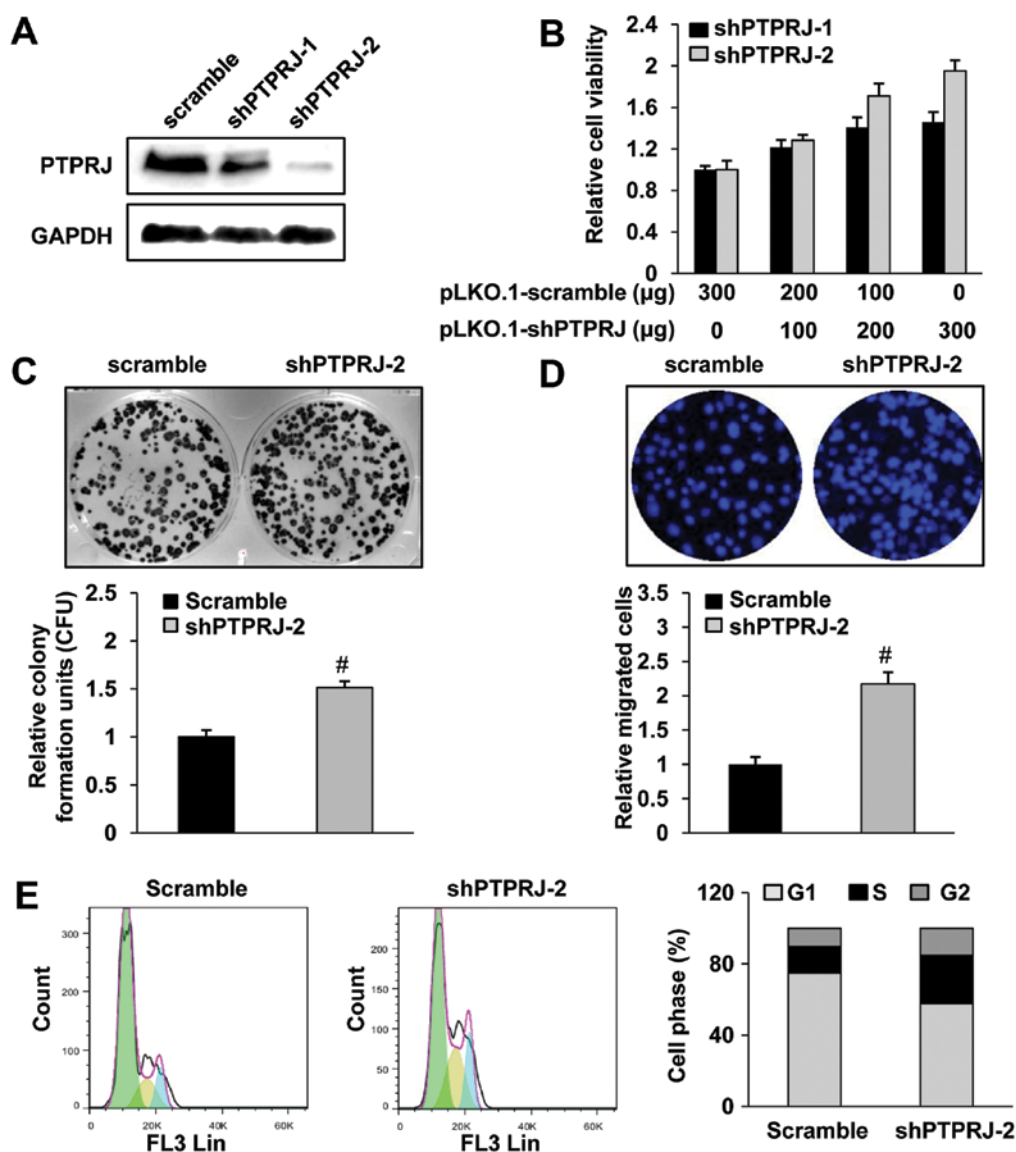 A
scramble
shPTPRJ-1
shPTPRJ-2
PTPRJ
GAPDH
B
shPTPRJ-1
shPTPRJ-2
Relative cell viability
2.4
2
1.6
1.2
0.8
0.4
0
pLKO.1-scramble (μg) 300 200 100 0
pLKO.1-shPTPRJ (μg) 0 100 200 300
C
scramble shPTPRJ-2
Relative colony
formation units (CFU)
2.5
2
1.5
1
0.5
0
Scramble
shPTPRJ-2
#
D
scramble shPTPRJ-2
Relative migrated cells
3.5
3
2.5
2
1.5
1
0.5
0
Scramble
shPTPRJ-2
#
E
Scramble
Count
300
200
100
0
0 20K 40K 60K
FL3 Lin
shPTPRJ-2
Count
200
150
100
50
0
0 20K 40K 60K
FL3 Lin
G1 S G2
Cell phase (%)
120
80
40
0
Scramble shPTPRJ-2